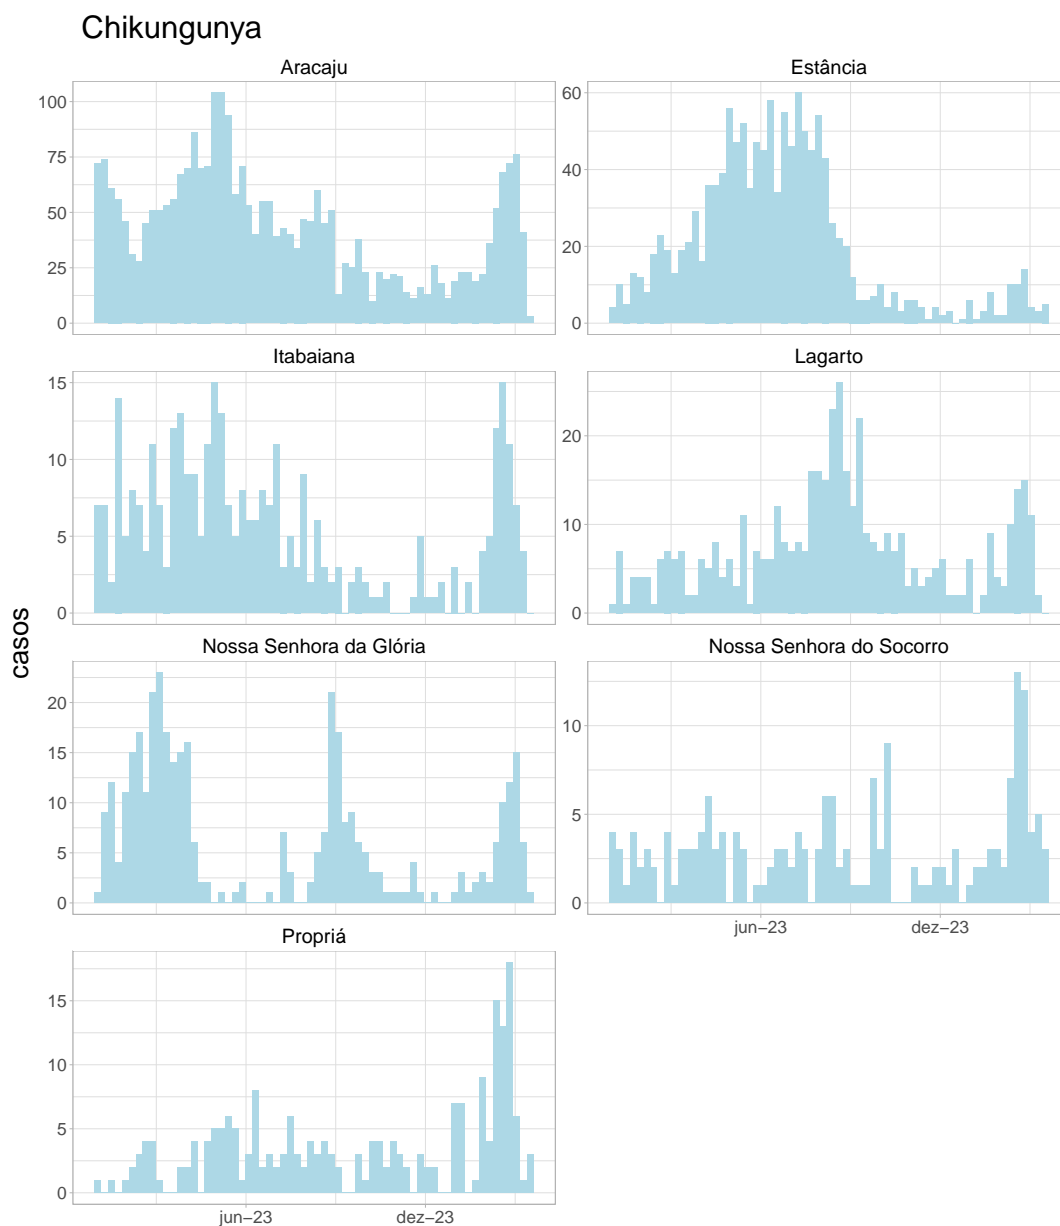 Chikungunya
Aracaju
100
75
50
25
0
Estância
60
40
20
0
Itabaiana
15
10
5
0
Lagarto
20
10
0
casos
Nossa Senhora da Glória
20
15
10
5
0
Nossa Senhora do Socorro
10
5
0
jun−23
dez−23
Propriá
15
10
5
0
jun−23
dez−23